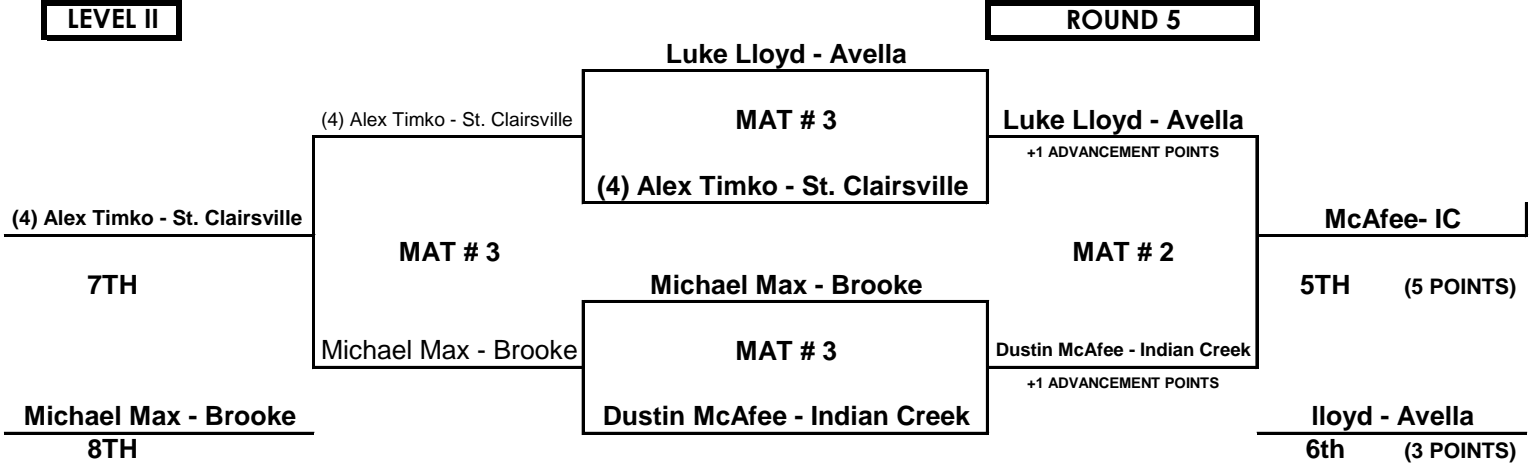 LEVEL II
ROUND 5
Luke Lloyd - Avella
(4) Alex Timko - St. Clairsville
MAT # 3
Luke Lloyd - Avella
+1 ADVANCEMENT POINTS
(4) Alex Timko - St. Clairsville
(4) Alex Timko - St. Clairsville
McAfee- IC
MAT # 3
MAT # 2
7TH
Michael Max - Brooke
5TH (5 POINTS)
Michael Max - Brooke
MAT # 3
Dustin McAfee - Indian Creek
+1 ADVANCEMENT POINTS
Michael Max - Brooke
Dustin McAfee - Indian Creek
lloyd - Avella
8TH
6th (3 POINTS)